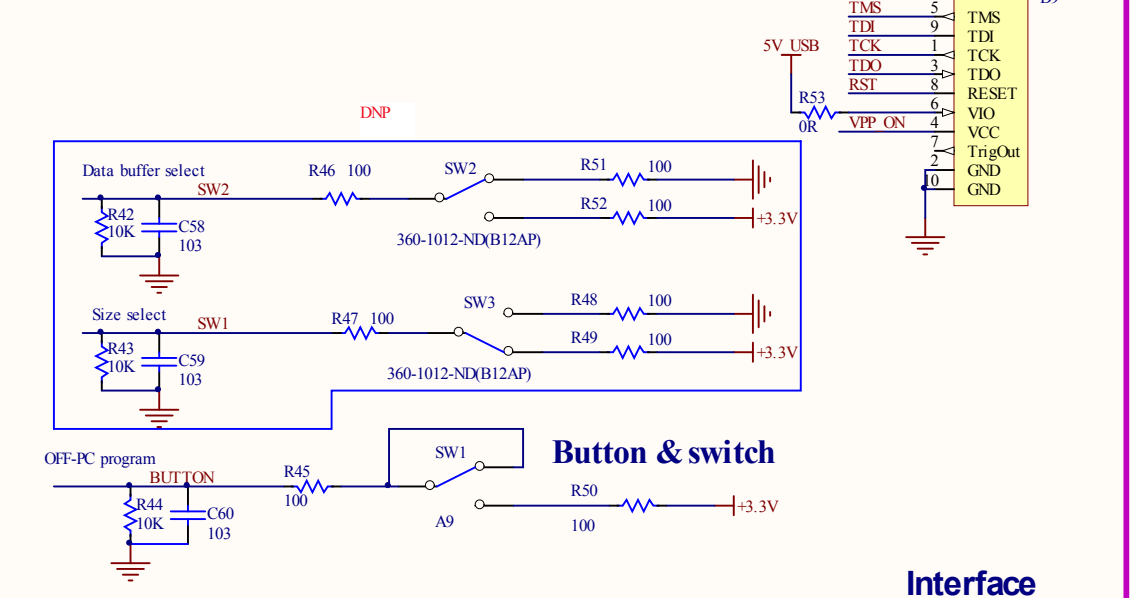 TMS 5 TMS
TDI 9 TDI
5V_USB TCK 1 TCK
TDO 3 TDO
RST 8 RESET
R53 6 VIO
0R VPP_ON 4 VCC
7 TrigOut
2 GND
10 GND
DNP
Data buffer select R46 100 SW2 R51 100
SW2
R42 R52 100 +3.3V
10K C58
103 360-1012-ND(B12AP)
Size select SW3 R48 100
SW1 R47 100
R43 R49 100 +3.3V
10K C59
103 360-1012-ND(B12AP)
OFF-PC program SW1 Button & switch
BUTTON R45 100
R44 R50 +3.3V
10K C60 A9 100
103
Interface